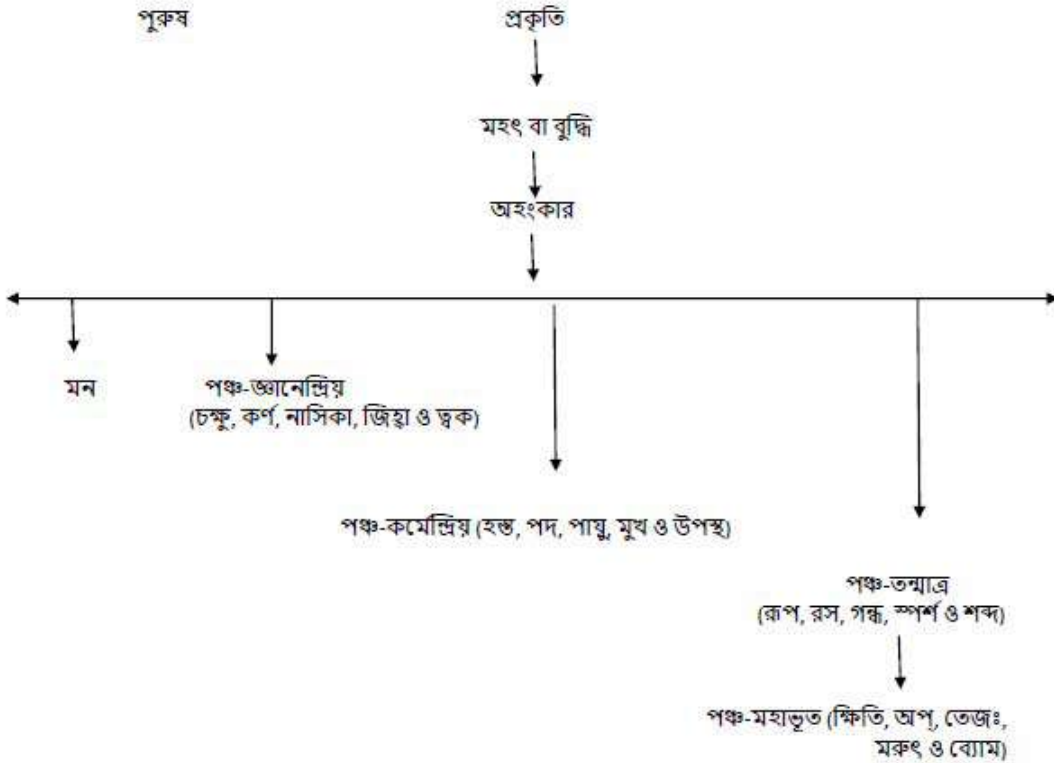 পুরুষ
প্রকৃতি
মহৎ বা বুদ্ধি
অহংকার
মন
পঞ্চ-জ্ঞানেন্দ্রিয়
(চক্ষু, কর্ণ, নাসিকা, জিহ্বা ও ত্বক)
পঞ্চ-কর্মেন্দ্রিয় (হস্ত, পদ, পায়ু, মুখ ও উপস্থ)
পঞ্চ-তন্মাত্র
(রূপ, রস, গন্ধ, স্পর্শ ও শব্দ)
পঞ্চ-মহাভূত (ক্ষিতি, অপ্, তেজঃ,
মরুৎ ও ব্যোম)